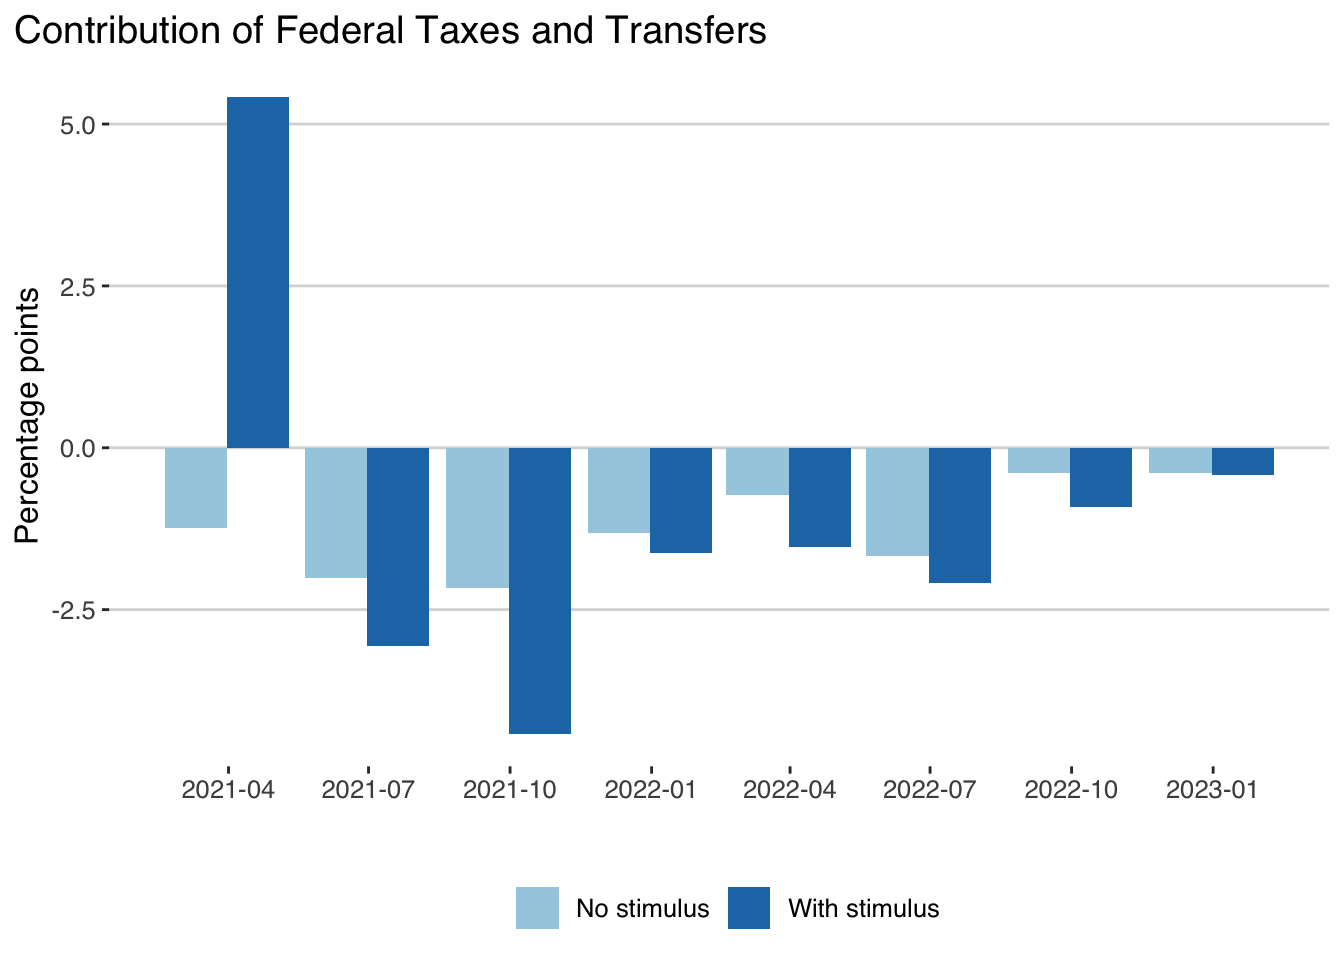 Contribution of Federal Taxes and Transfers
Percentage points
5.0
2.5
0.0
-2.5
2021-04 2021-07 2021-10 2022-01 2022-04 2022-07 2022-10 2023-01
No stimulus With stimulus